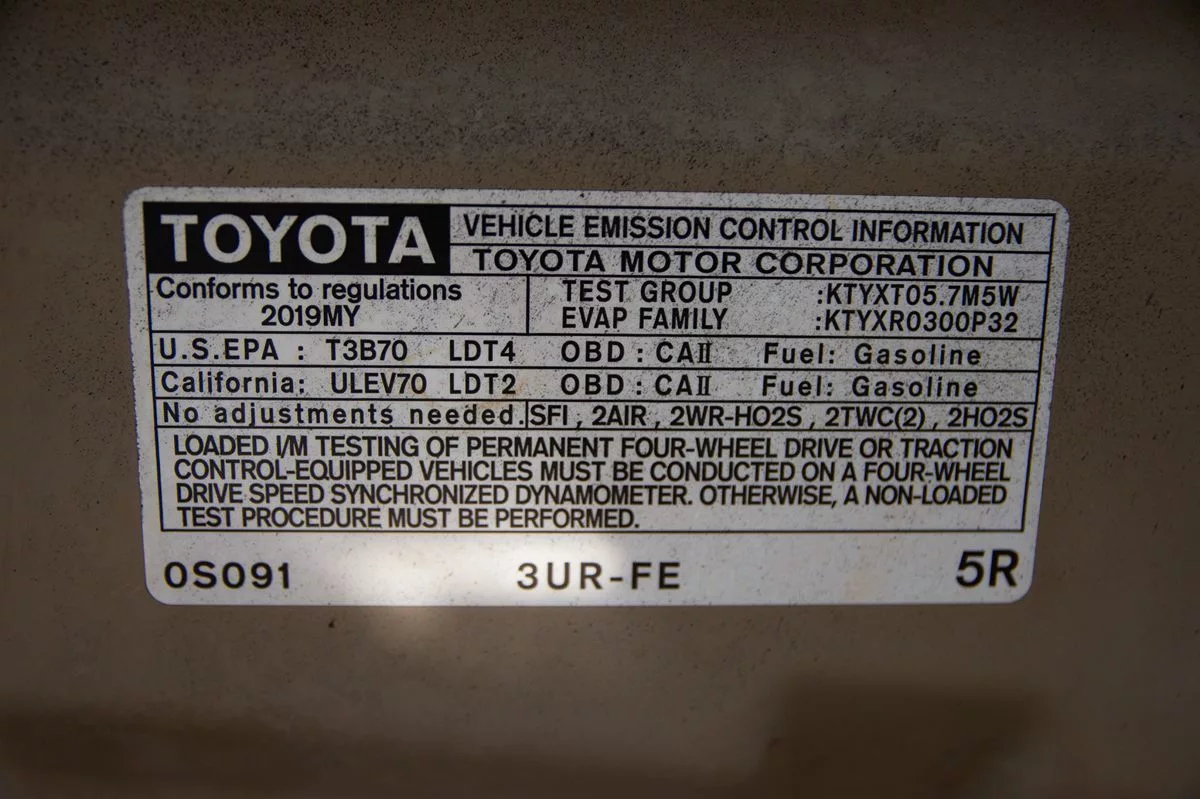 TOYOTA VEHICLE EMISSION CONTROL INFORMATION
TOYOTA MOTOR CORPORATION
Conforms to regulations
2019MY
TEST GROUP :KTYXT05.7M5W
EVAP FAMILY :KTYXR0300P32
U.S.EPA : T3B70 LDT4 OBD : CAⅡ Fuel: Gasoline
California: ULEV70 LDT2 OBD : CAⅡ Fuel: Gasoline
No adjustments needed. SFI , 2AIR , 2WR-HO2S , 2TWC(2) , 2HO2S
LOADED I/M TESTING OF PERMANENT FOUR-WHEEL DRIVE OR TRACTION
CONTROL-EQUIPPED VEHICLES MUST BE CONDUCTED ON A FOUR-WHEEL
DRIVE SPEED SYNCHRONIZED DYNAMOMETER. OTHERWISE, A NON-LOADED
TEST PROCEDURE MUST BE PERFORMED.
0S091 3UR-FE 5R